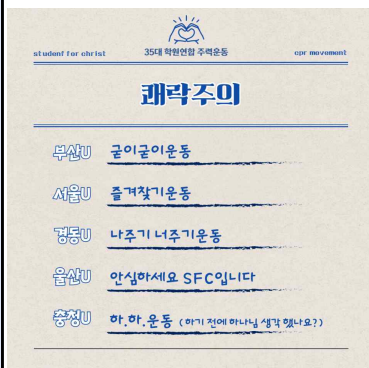 student for christ
35대 학원연합 주력운동
cpr movement
쾌락주의
부산U 굳이굳이운동
서울U 즐겨찾기운동
경동U 나주기 너주기운동
울산U 안심하세요 SFC입니다
충청U 하.하.운동 (하기 전에 하나님 생각 했나요?)